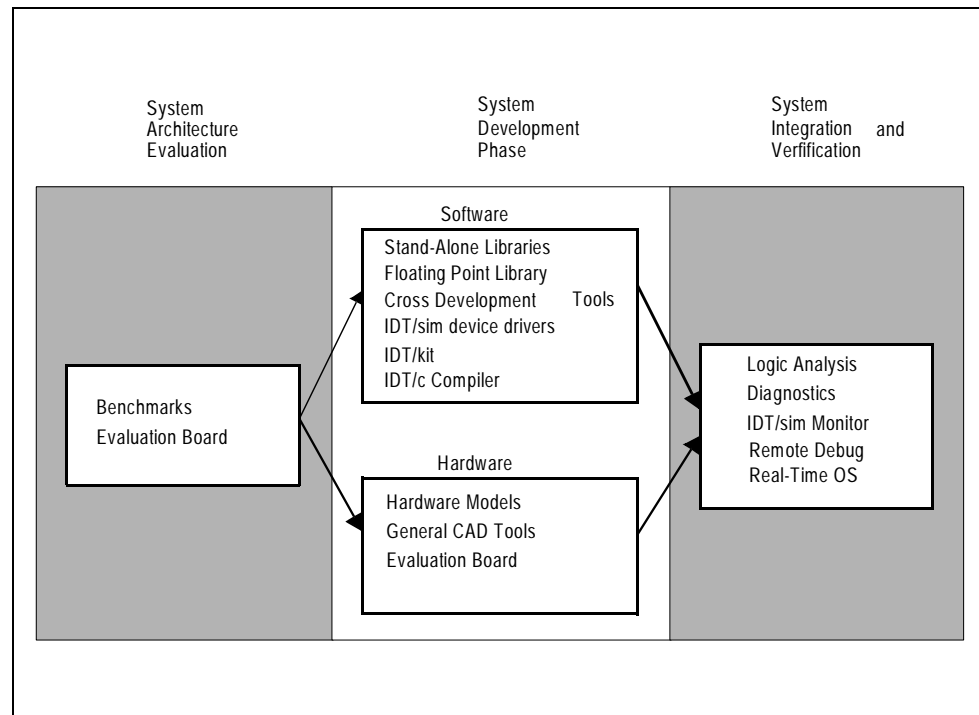 System
Architecture
Evaluation
System
Development
Phase
System
Integration and
Verfification
Software
Stand-Alone Libraries
Floating Point Library
Cross Development Tools
IDT/sim device drivers
IDT/kit
IDT/c Compiler
Benchmarks
Evaluation Board
Hardware
Hardware Models
General CAD Tools
Evaluation Board
Logic Analysis
Diagnostics
IDT/sim Monitor
Remote Debug
Real-Time OS